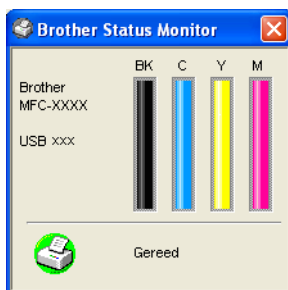 Brother Status Monitor
BK C Y M
Brother
MFC-XXXX
USB xxx
Gereed